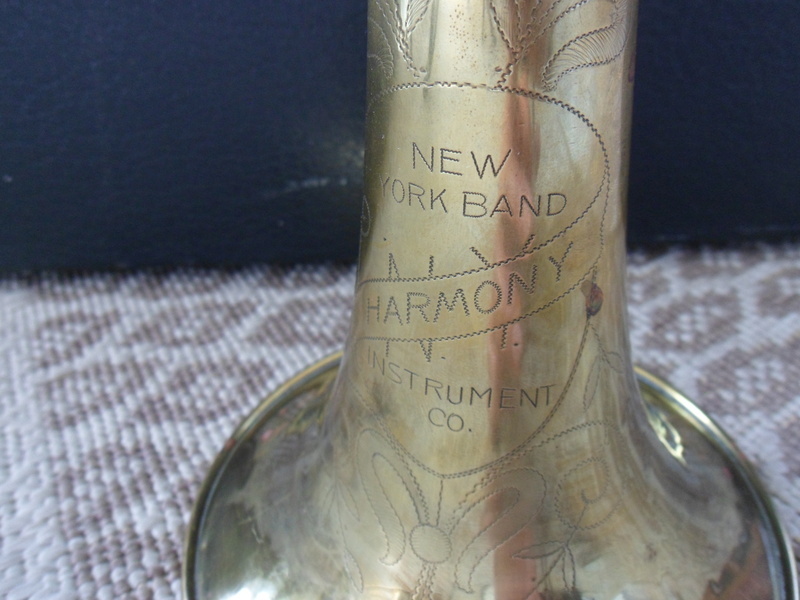 NEW
YORK BAND
N. Y.
HARMONY
N. Y.
INSTRUMENT
CO.